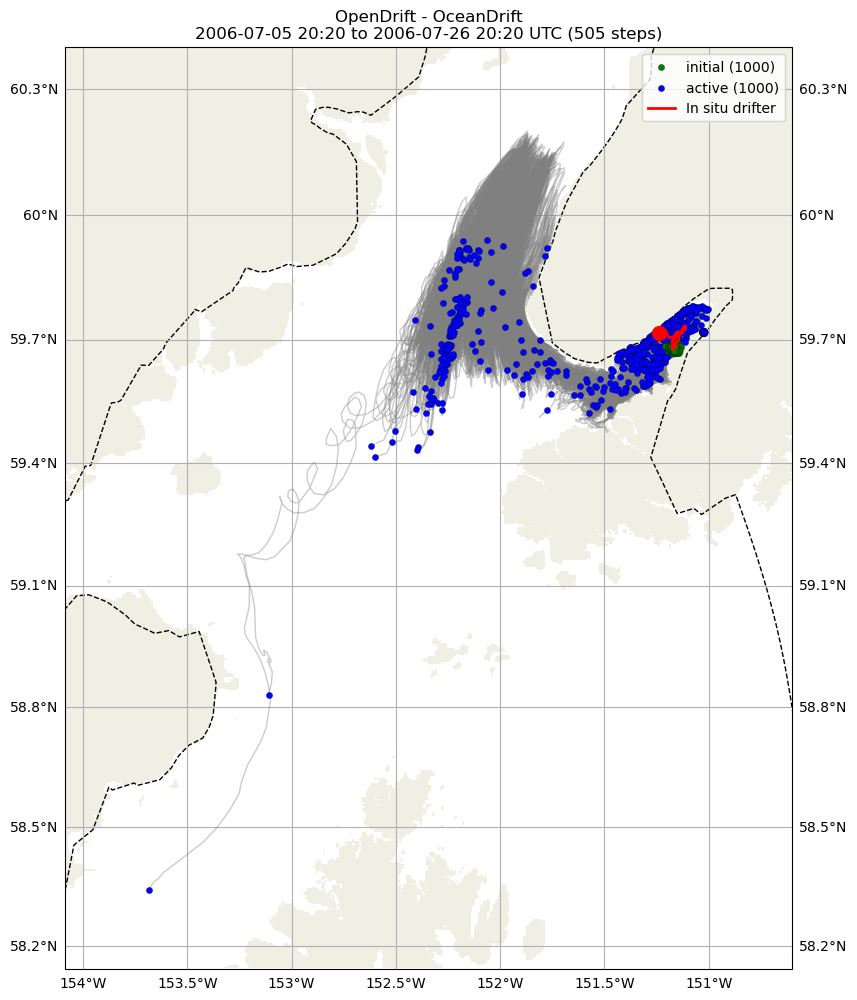 OpenDrift - OceanDrift
2006-07-05 20:20 to 2006-07-26 20:20 UTC (505 steps)
initial (1000)
active (1000)
In situ drifter
60.3°N
60.3°N
60°N
60°N
59.7°N
59.7°N
59.4°N
59.4°N
59.1°N
59.1°N
58.8°N
58.8°N
58.5°N
58.5°N
58.2°N
58.2°N
154°W
153.5°W
153°W
152.5°W
152°W
151.5°W
151°W